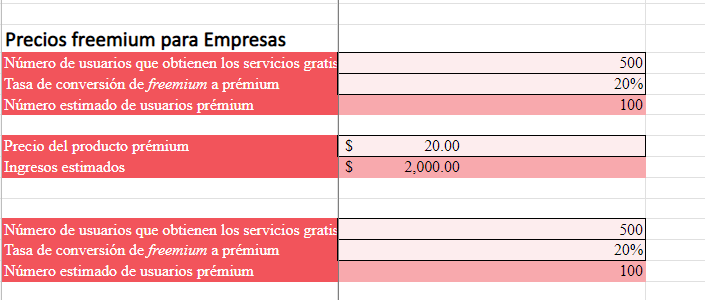 Precios freemium para Empresas
Número de usuarios que obtienen los servicios gratis 500
Tasa de conversión de freemium a prémium 20%
Número estimado de usuarios prémium 100
Precio del producto prémium $ 20.00
Ingresos estimados $ 2,000.00
Número de usuarios que obtienen los servicios gratis 500
Tasa de conversión de freemium a prémium 20%
Número estimado de usuarios prémium 100